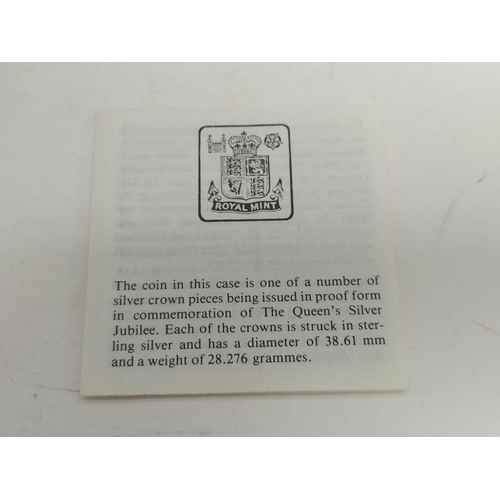 ROYAL MINT
The coin in this case is one of a number of
silver crown pieces being issued in proof form
in commemoration of The Queen's Silver
Jubilee. Each of the crowns is struck in ster-
ling silver and has a diameter of 38.61 mm
and a weight of 28.276 grammes.